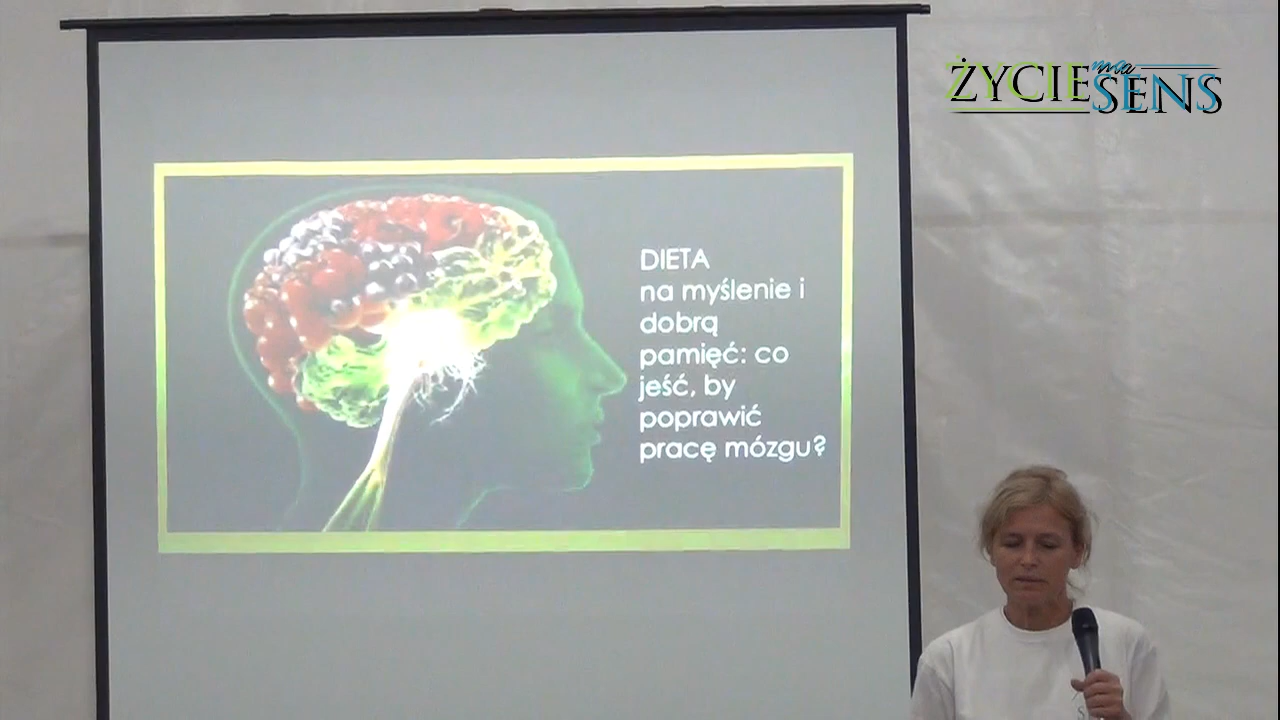 ŻYCIE ma SENS
DIETA
na myślenie i
dobrą
pamięć: co
jeść, by
poprawić
pracę mózgu?